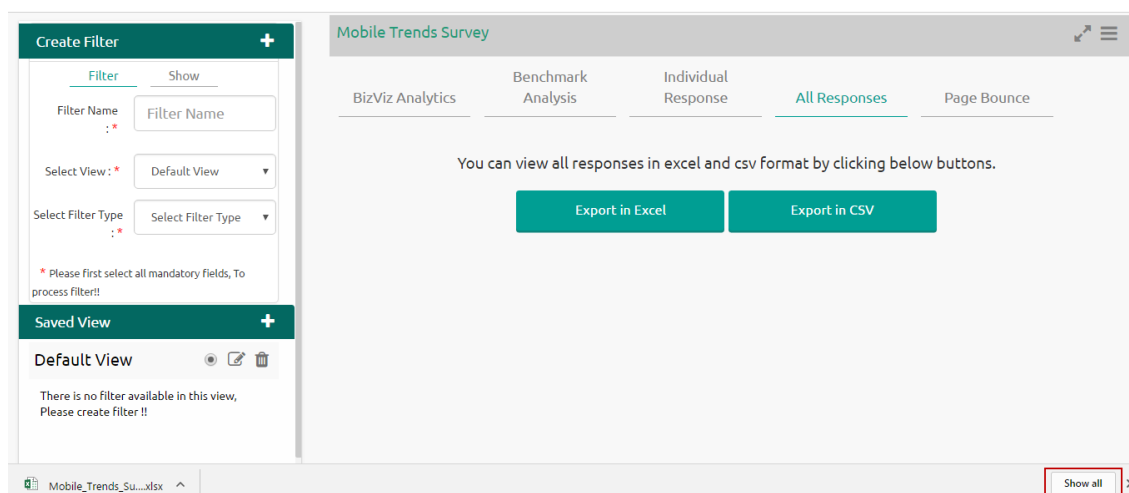 Create Filter +
Filter Show
Filter Name
: *
Filter Name
Select View : * Default View
Select Filter Type
: *
Select Filter Type
* Please first select all mandatory fields, To
process filter!!
Saved View +
Default View
There is no filter available in this view,
Please create filter !!
Mobile Trends Survey
BizViz Analytics
Benchmark
Analysis
Individual
Response
All Responses
Page Bounce
You can view all responses in excel and csv format by clicking below buttons.
Export in Excel Export in CSV
Mobile_Trends_Su....xlsx
Show all